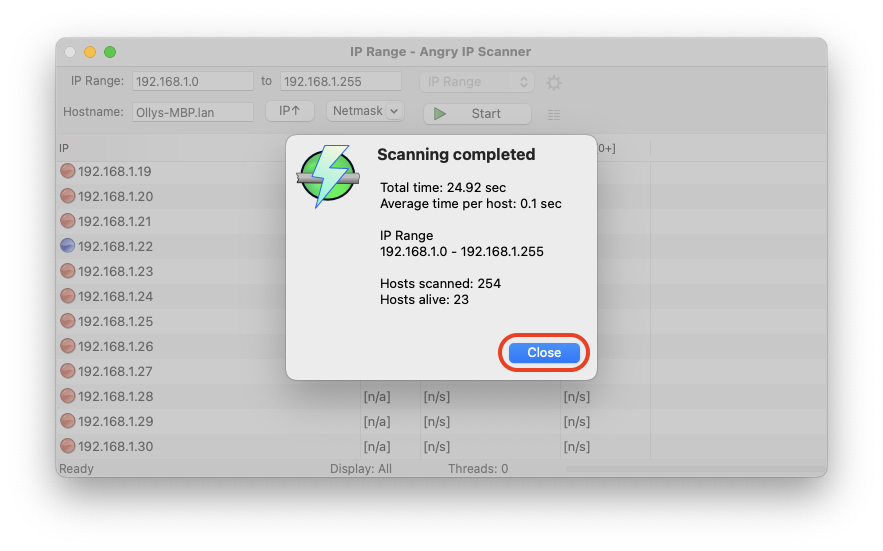 IP Range - Angry IP Scanner
IP Range: 192.168.1.0 to 192.168.1.255 IP Range
Hostname: Ollys-MBP.lan IP↑ Netmask Start
IP 0+]
192.168.1.19
192.168.1.20
192.168.1.21
192.168.1.22
192.168.1.23
192.168.1.24
192.168.1.25
192.168.1.26
192.168.1.27
192.168.1.28 [n/a] [n/s] [n/s]
192.168.1.29 [n/a] [n/s] [n/s]
192.168.1.30 [n/a] [n/s] [n/s]
Ready Display: All Threads: 0
Scanning completed
Total time: 24.92 sec
Average time per host: 0.1 sec
IP Range
192.168.1.0 - 192.168.1.255
Hosts scanned: 254
Hosts alive: 23
Close